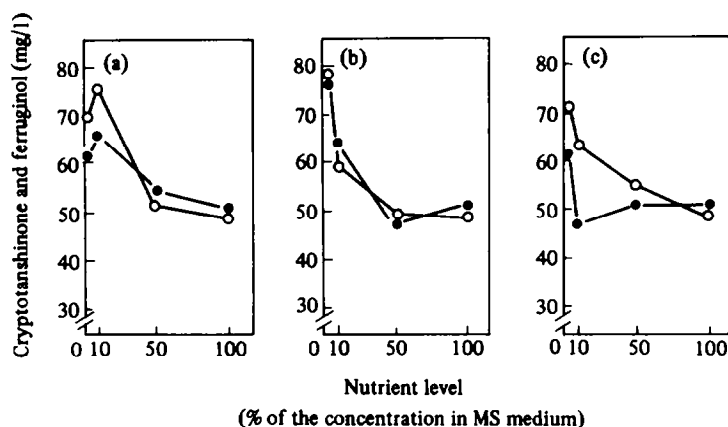 Cryptotanshinone and ferruginol (mg/l)
(a)
80
70
60
50
40
30
0 10 50 100
(b)
80
70
60
50
40
30
0 10 50 100
(c)
80
70
60
50
40
30
0 10 50 100
Nutrient level
(% of the concentration in MS medium)